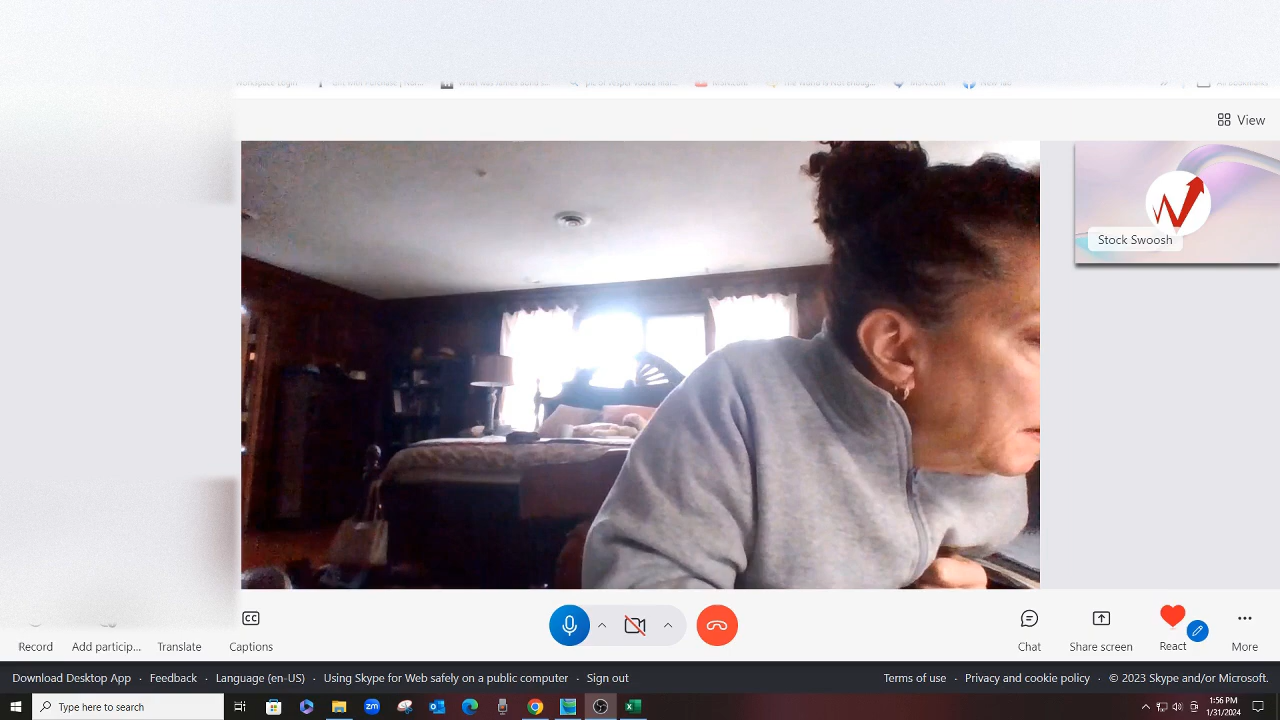 View
Stock Swoosh
CC
Record
Add particip...
Translate
Captions
Chat
Share screen
React
More
Download Desktop App · Feedback · Language (en-US) · Using Skype for Web safely on a public computer · Sign out
Terms of use · Privacy and cookie policy · © 2023 Skype and/or Microsoft.
Type here to search
zm
1:56 PM
1/31/2024